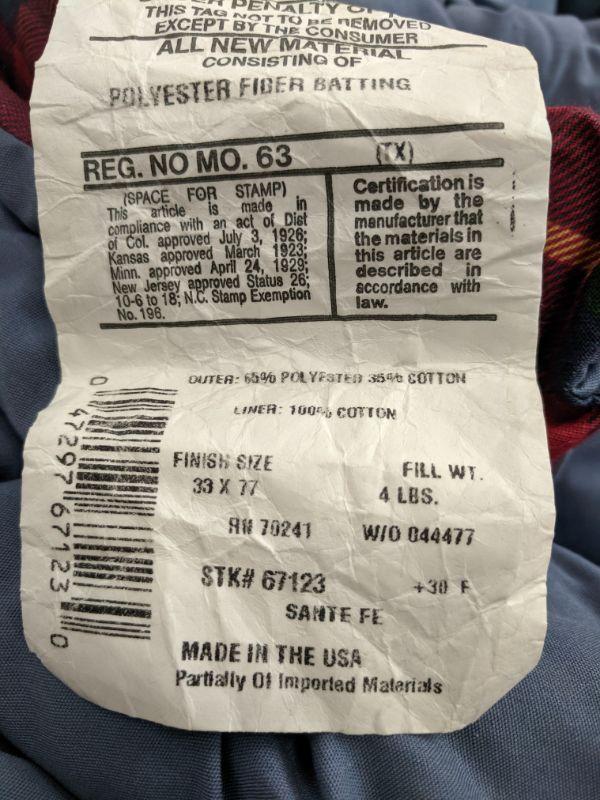 PENALTY OF
THIS TAG NOT TO BE REMOVED
EXCEPT BY THE CONSUMER
ALL NEW MATERIAL
CONSISTING OF
POLYESTER FIBER BATTING
REG. NO MO. 63 (TX)
(SPACE FOR STAMP)
This article is made in
compliance with an act of Dist
of Col. approved July 3, 1926;
Kansas approved March 1923;
Minn. approved April 24, 1929;
New Jersey approved Status 26;
10-6 to 18; N.C. Stamp Exemption
No. 196.
Certification is
made by the
manufacturer that
the materials in
this article are
described in
accordance with
law.
OUTER: 65% POLYESTER 35% COTTON
LINER: 100% COTTON
FINISH SIZE
33 X 77
FILL WT.
4 LBS.
RN 70241 W/O 044477
STK# 67123 +30 F
SANTE FE
MADE IN THE USA
Partially Of Imported Materials
0 47297 67123 0